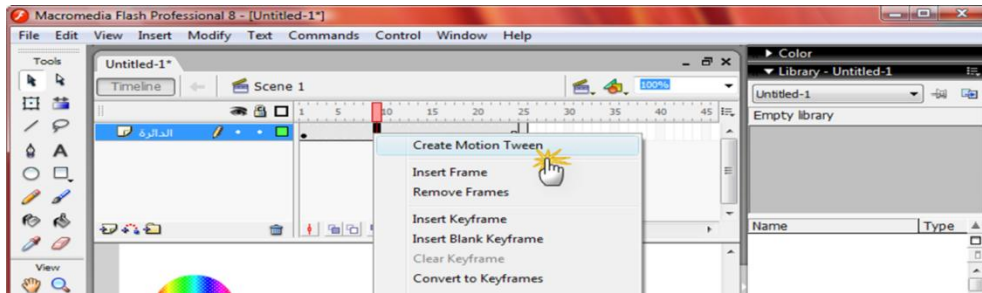 Macromedia Flash Professional 8 - [Untitled-1*]
File Edit View Insert Modify Text Commands Control Window Help
Tools
Untitled-1*
Timeline
Scene 1
100%
1 5 10 15 20 25 30 35 40 45
الدائرة
Create Motion Tween
Insert Frame
Remove Frames
Insert Keyframe
Insert Blank Keyframe
Clear Keyframe
Convert to Keyframes
View
A
Color
Library - Untitled-1
Untitled-1
Empty library
Name Type